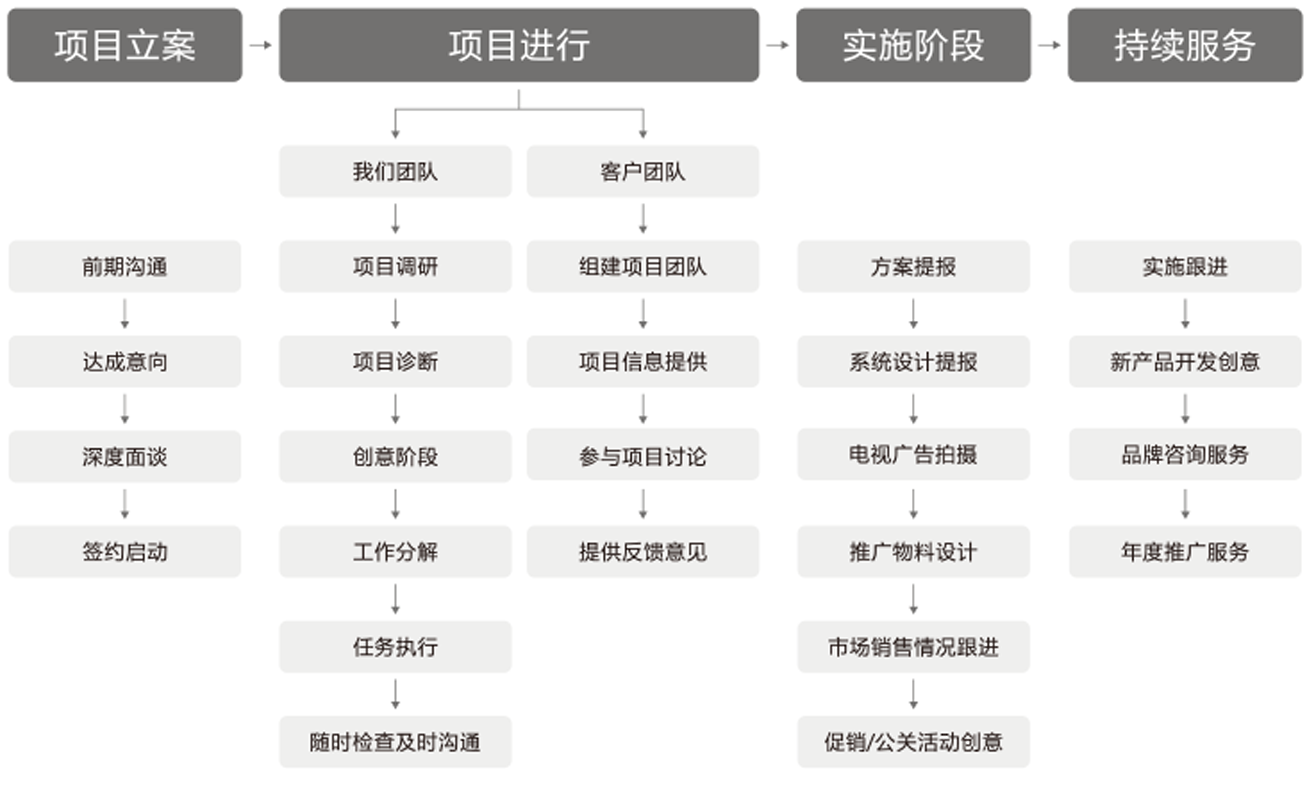 项目立案
项目进行
实施阶段
持续服务
我们团队
客户团队
前期沟通
项目调研
组建项目团队
方案提报
实施跟进
达成意向
项目诊断
项目信息提供
系统设计提报
新产品开发创意
深度面谈
创意阶段
参与项目讨论
电视广告拍摄
品牌咨询服务
签约启动
工作分解
提供反馈意见
推广物料设计
年度推广服务
任务执行
市场销售情况跟进
随时检查及时沟通
促销/公关活动创意